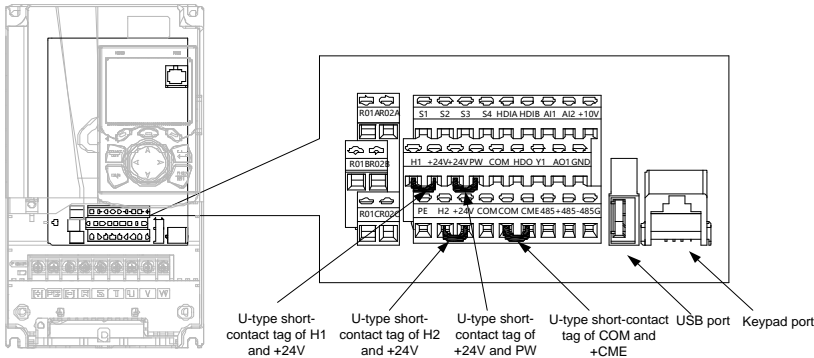 R01A R02A
S1 S2 S3 S4 HDIA HDIB AI1 AI2 +10V
R01B R02B
H1 +24V +24V PW COM HDO Y1 AO1 GND
R01C R02C
PE H2 +24V COM COM CME 485+ 485- 485G
(+) PB (-) R S T U V W
U-type short-
contact tag of H1
and +24V
U-type short-
contact tag of H2
and +24V
U-type short-
contact tag of
+24V and PW
U-type short-contact
tag of COM and
+CME
USB port
Keypad port